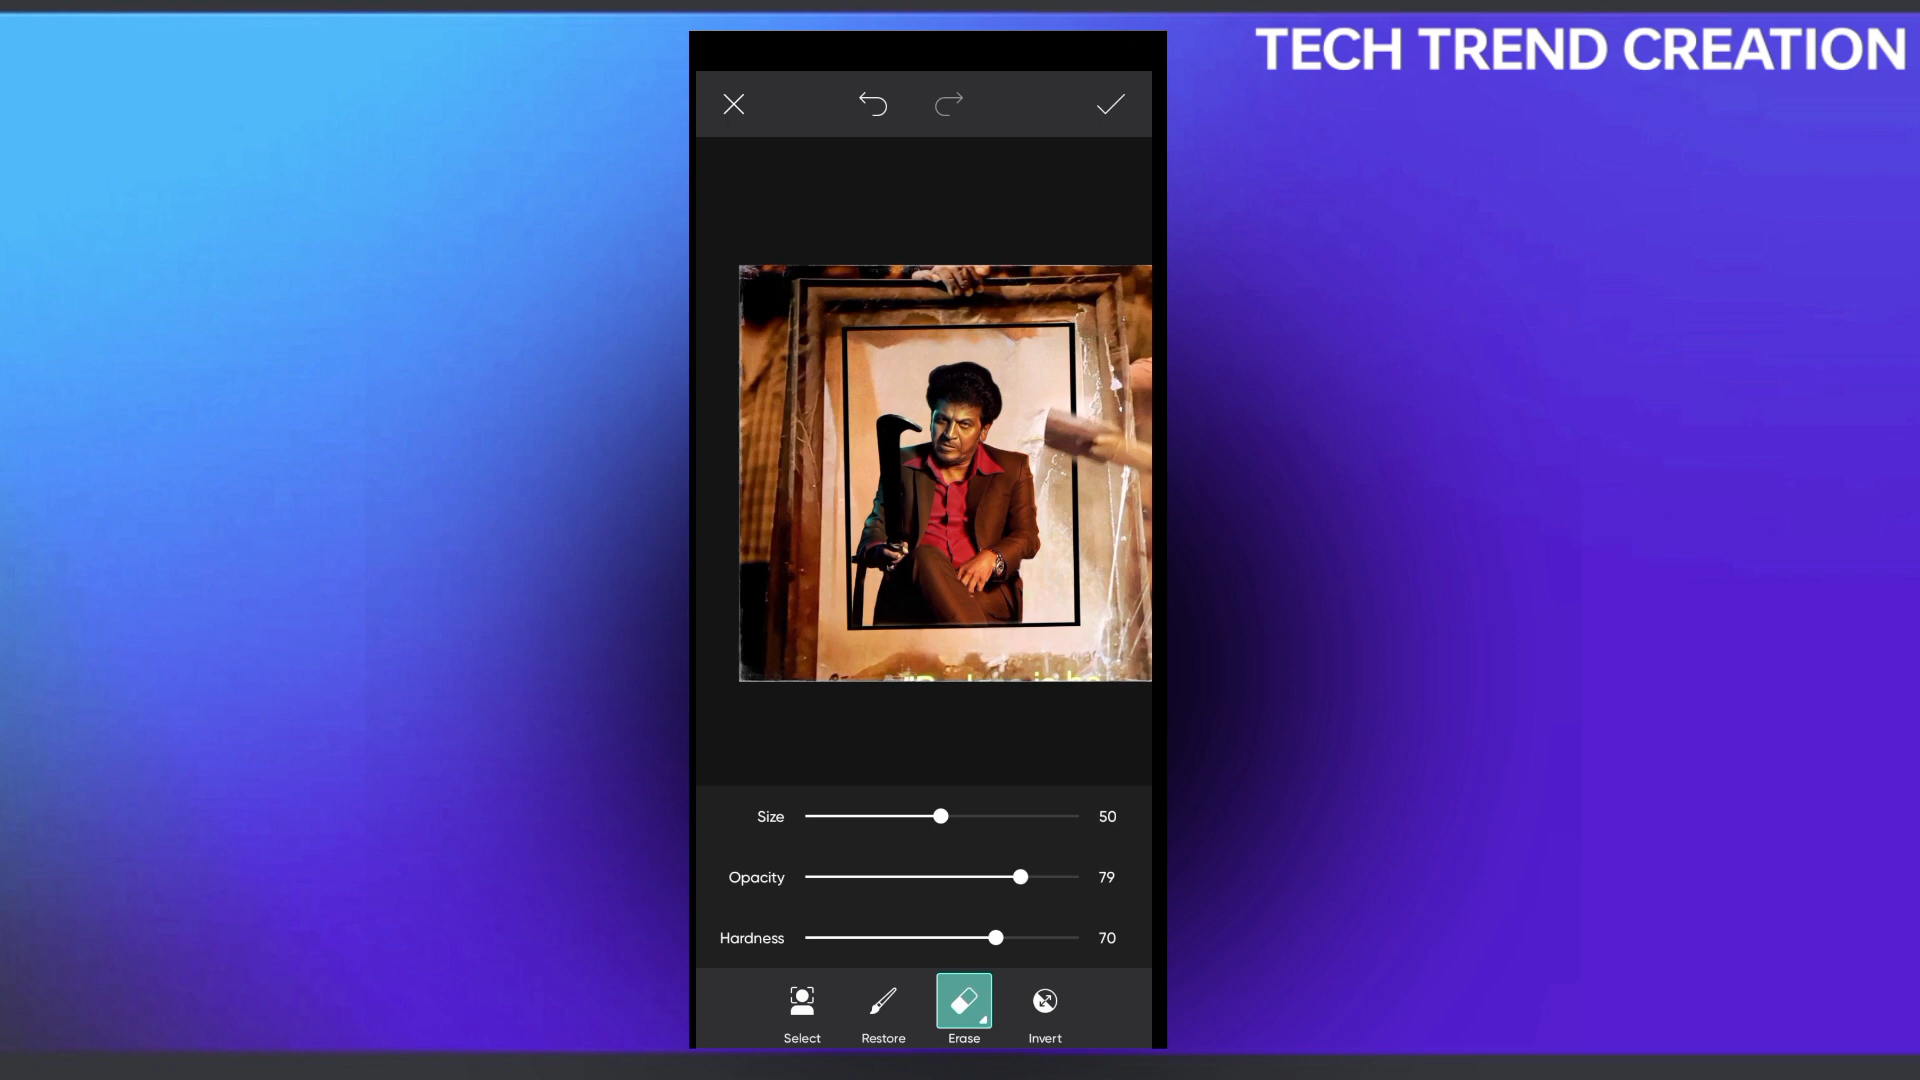 TECH TREND CREATION
Size 50
Opacity 79
Hardness 70
Select Restore Erase Invert